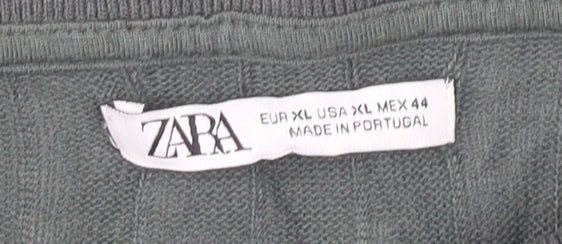 ZARA
EUR XL USA XL MEX 44
MADE IN PORTUGAL